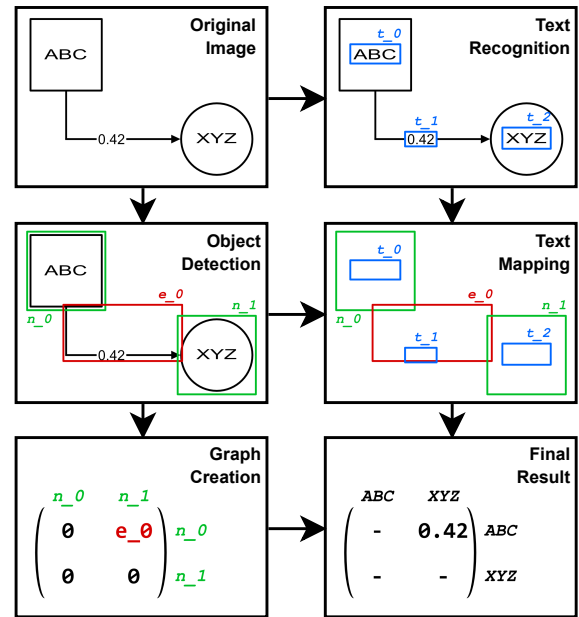 Original
Image
ABC
0.42
XYZ
Text
Recognition
t_0
ABC
t_1
0.42
t_2
XYZ
Object
Detection
ABC
n_0
e_0
n_1
0.42
XYZ
Text
Mapping
t_0
n_0
e_0
n_1
t_1
t_2
Graph
Creation
n_0 n_1
0 e_0 n_0
0 0 n_1
Final
Result
ABC XYZ
- 0.42 ABC
- - XYZ